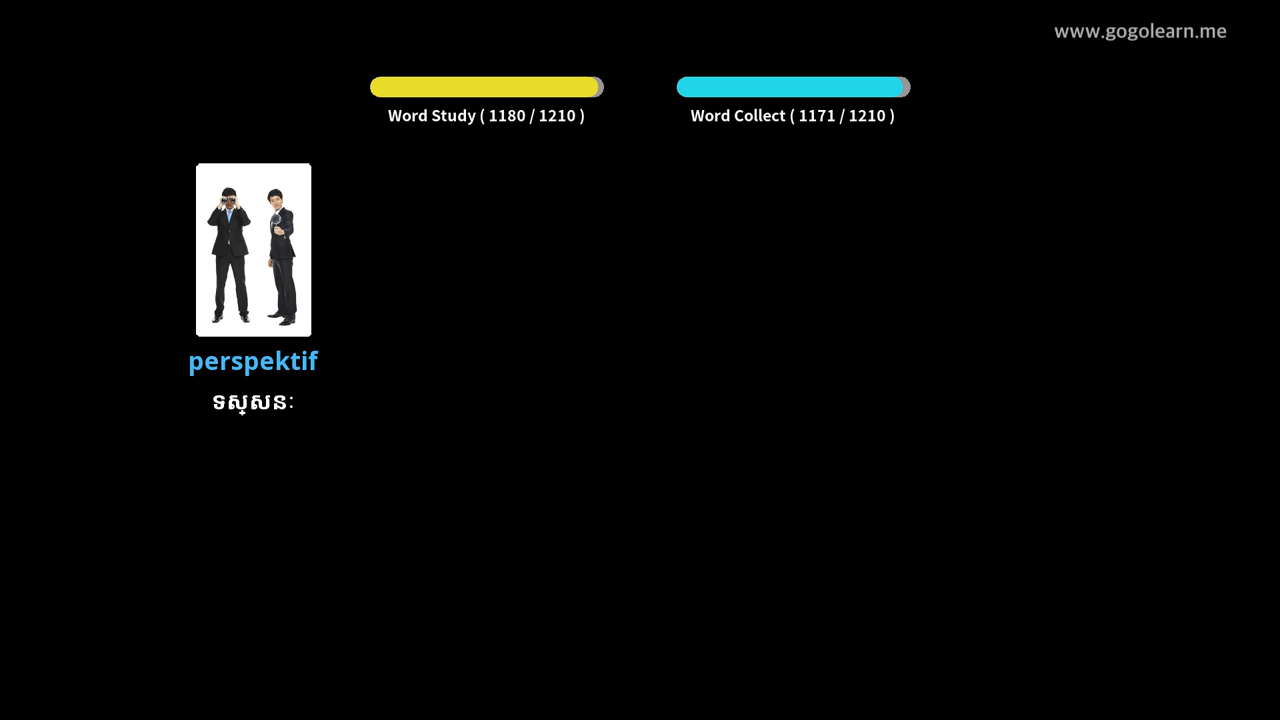 www.gogolearn.me
Word Study ( 1180 / 1210 )
Word Collect ( 1171 / 1210 )
perspektif
ទស្សនៈ